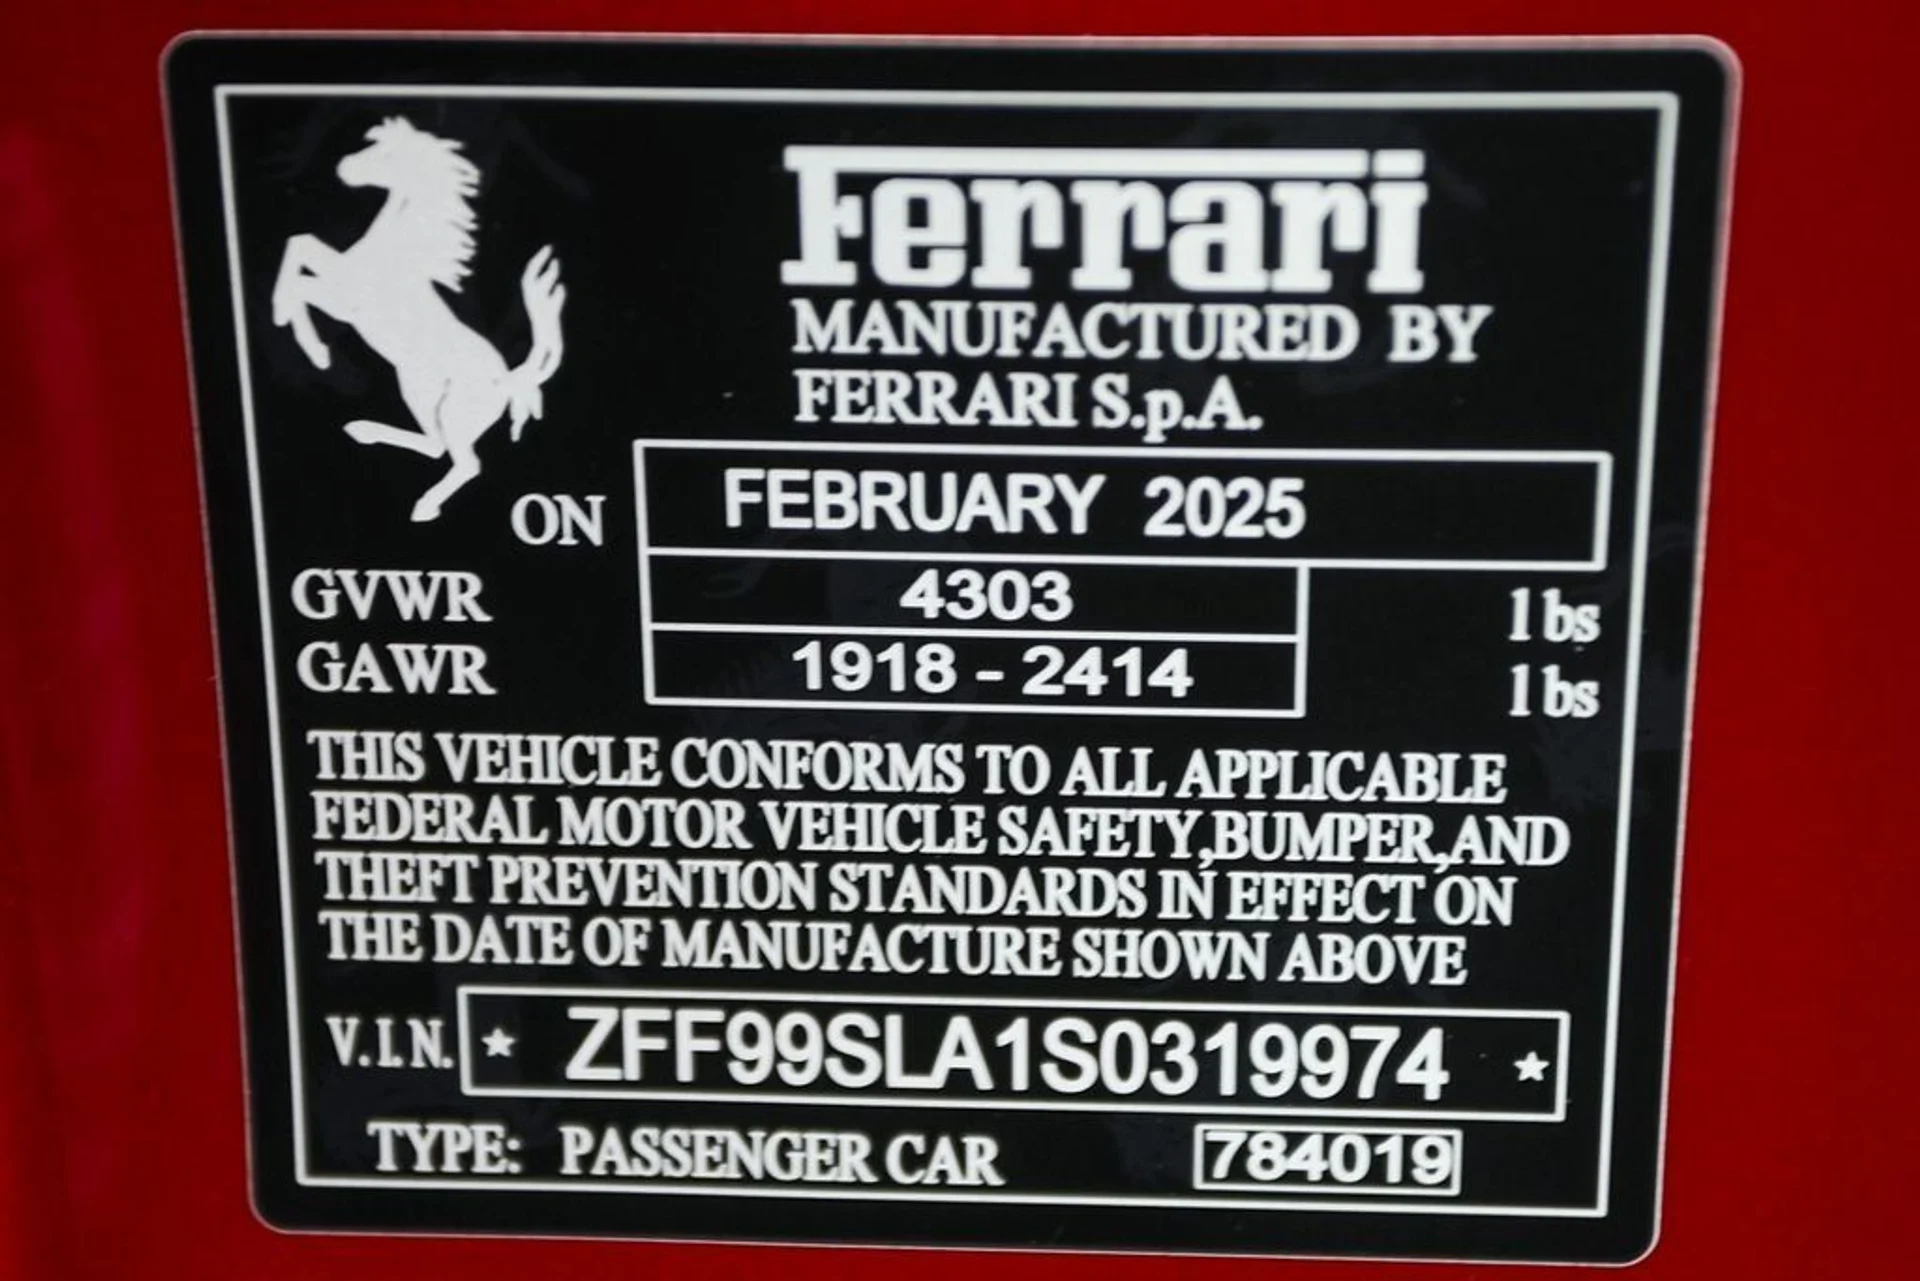 Ferrari
MANUFACTURED BY
FERRARI S.p.A.
ON FEBRUARY 2025
GVWR 4303 lbs
GAWR 1918 - 2414 lbs
THIS VEHICLE CONFORMS TO ALL APPLICABLE
FEDERAL MOTOR VEHICLE SAFETY,BUMPER,AND
THEFT PREVENTION STANDARDS IN EFFECT ON
THE DATE OF MANUFACTURE SHOWN ABOVE
V.I.N. ★ ZFF99SLA1S0319974 ★
TYPE: PASSENGER CAR 784019